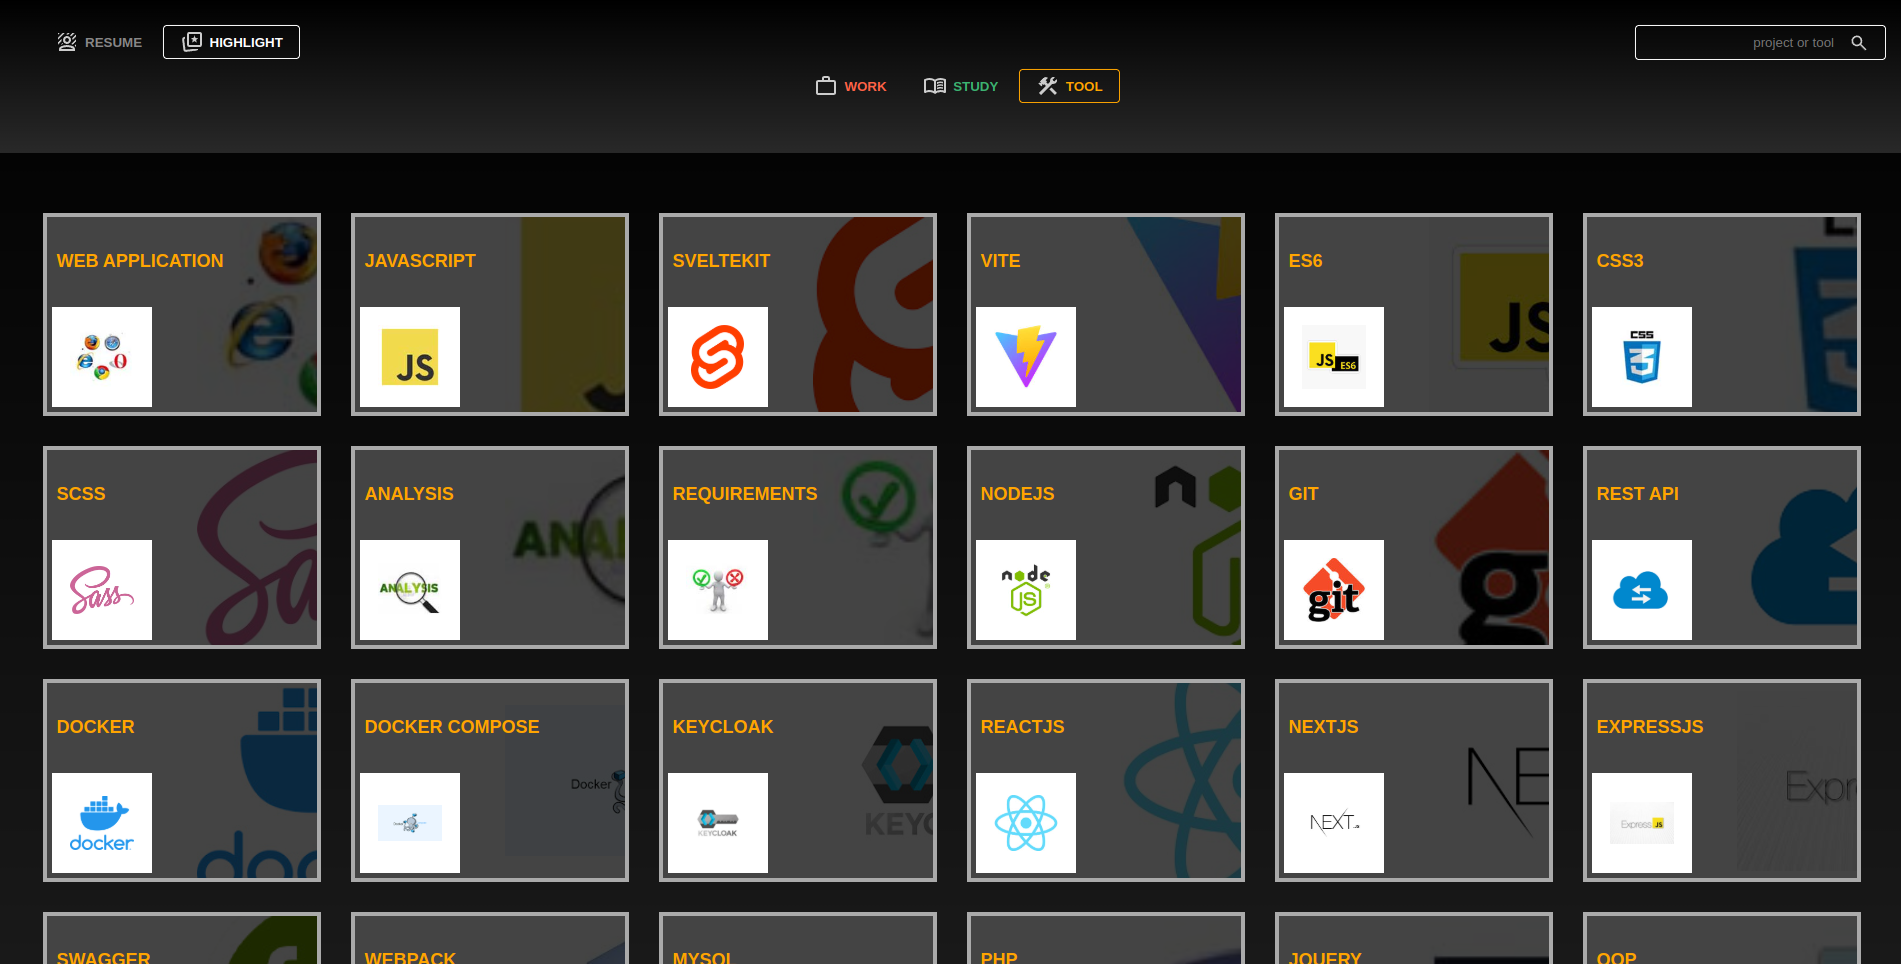 RESUME
HIGHLIGHT
project or tool
WORK
STUDY
TOOL
WEB APPLICATION
JAVASCRIPT
JS
SVELTEKIT
VITE
ES6
JS
JS ES6
CSS3
CSS
3
SCSS
Sass
ANALYSIS
ANALYSIS
REQUIREMENTS
NODEJS
node
JS
GIT
git
REST API
DOCKER
docker
DOCKER COMPOSE
Docker
KEYCLOAK
KEYCLOAK
REACTJS
NEXTJS
NEXT.JS
EXPRESSJS
Express JS
SWAGGER
WEBPACK
MYSQL
PHP
JQUERY
OOP